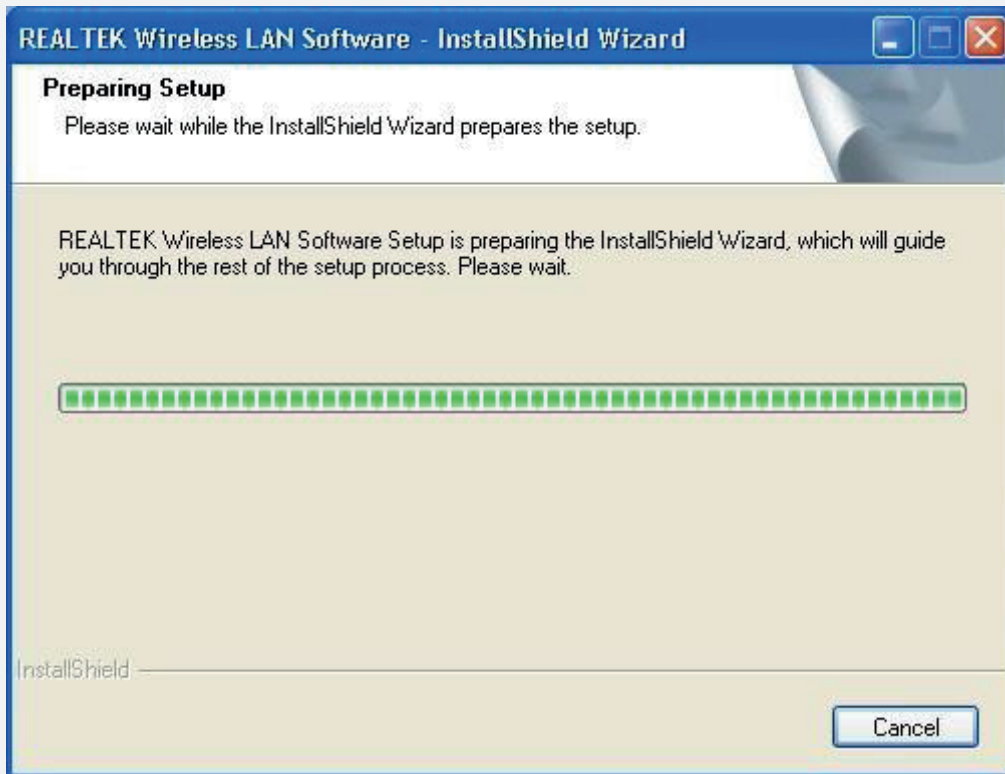 REALTEK Wireless LAN Software - InstallShield Wizard
Preparing Setup
Please wait while the InstallShield Wizard prepares the setup.
REALTEK Wireless LAN Software Setup is preparing the InstallShield Wizard, which will guide
you through the rest of the setup process. Please wait.
InstallShield
Cancel